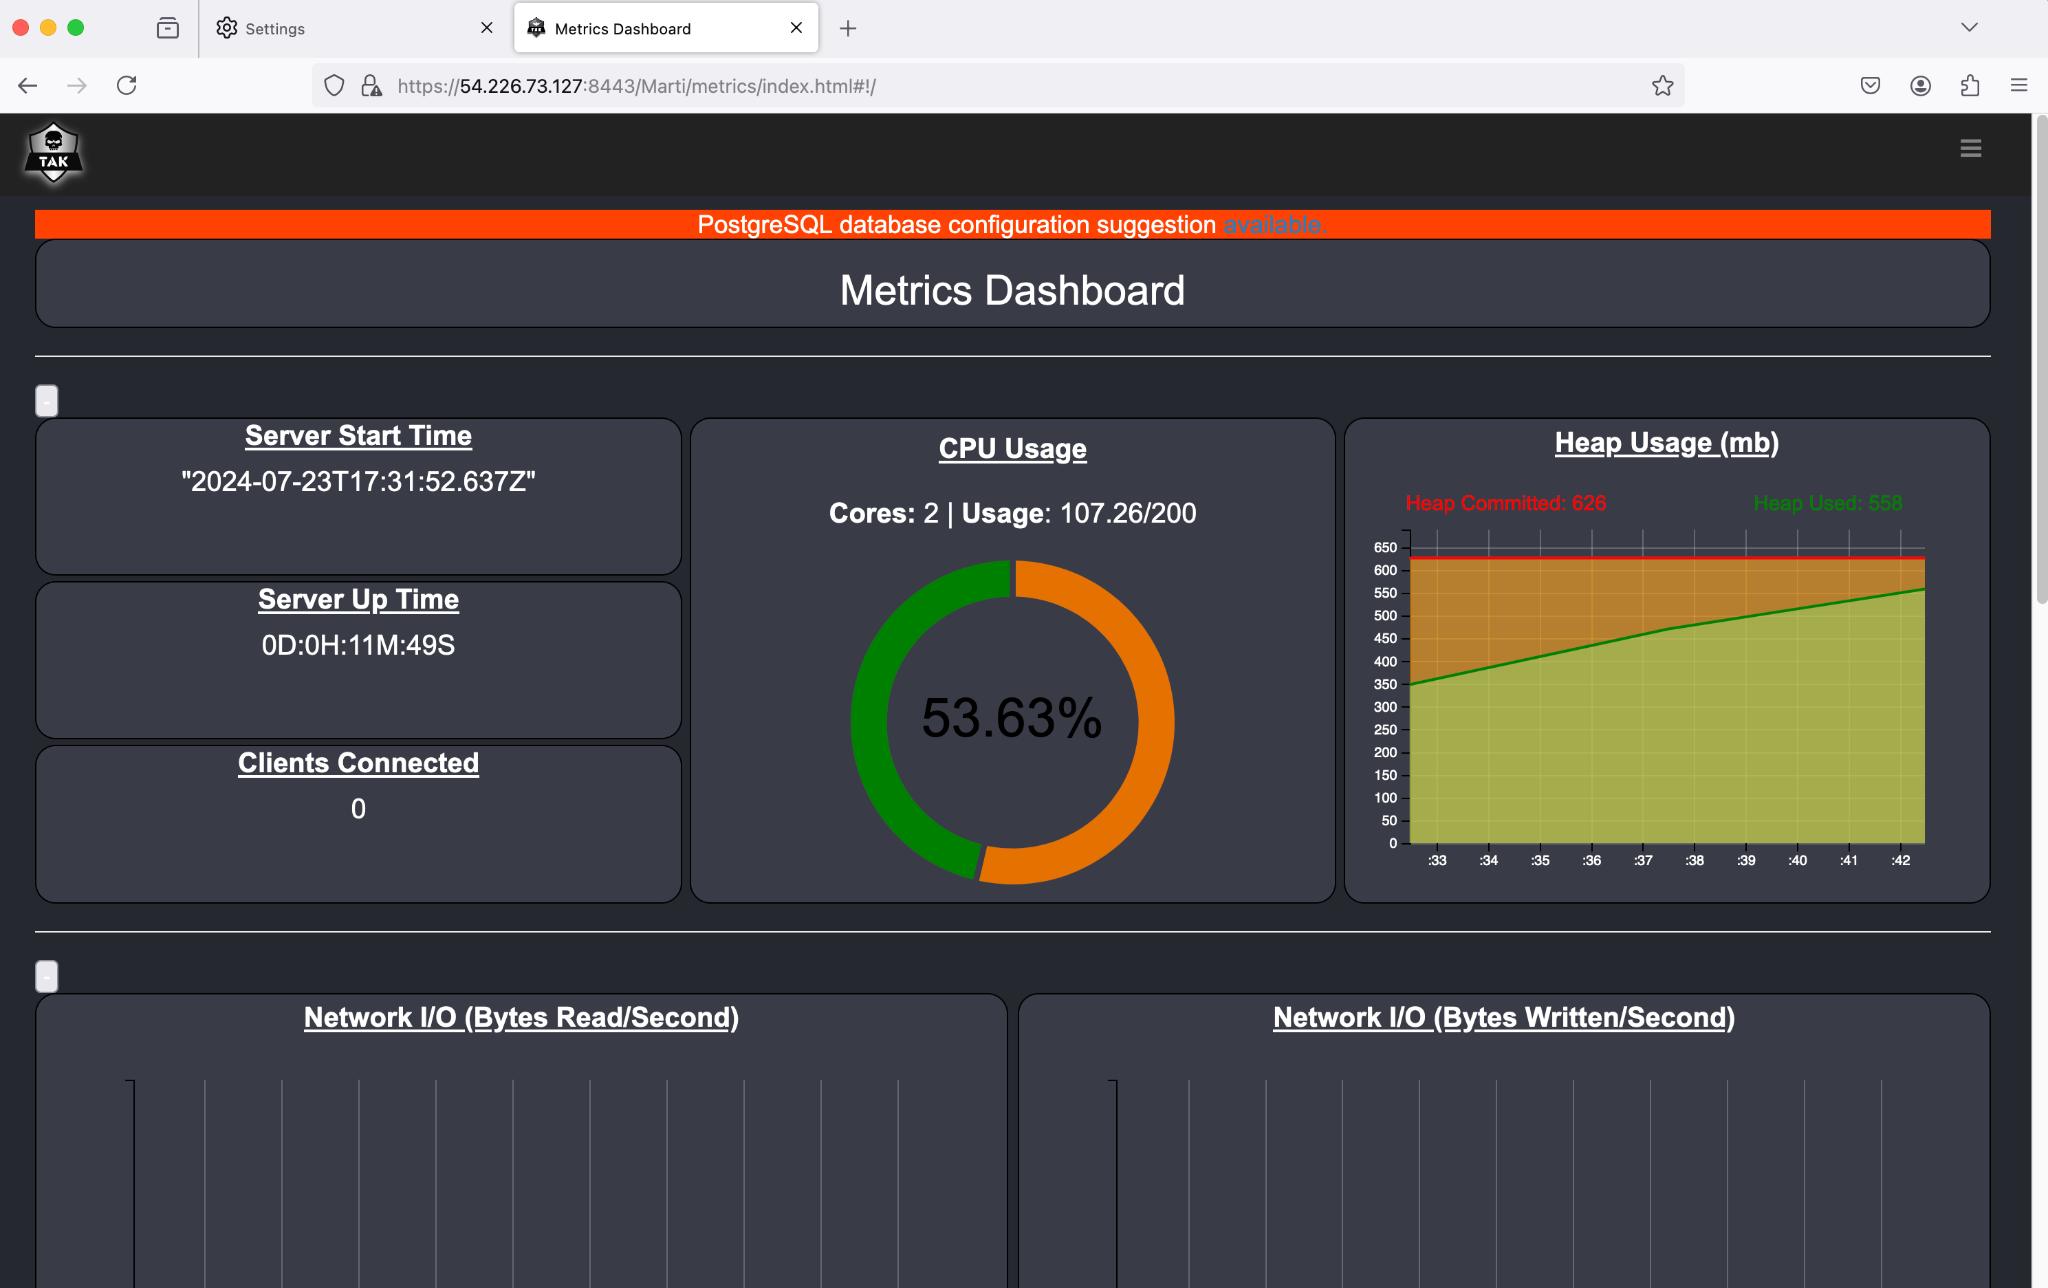 Settings
Metrics Dashboard
https://54.226.73.127:8443/Marti/metrics/index.html#!/
TAK
PostgreSQL database configuration suggestion available.
Metrics Dashboard
-
Server Start Time
"2024-07-23T17:31:52.637Z"
Server Up Time
0D:0H:11M:49S
Clients Connected
0
CPU Usage
Cores: 2 | Usage: 107.26/200
53.63%
Heap Usage (mb)
Heap Committed: 626 Heap Used: 558
650
600
550
500
450
400
350
300
250
200
150
100
50
0
:33 :34 :35 :36 :37 :38 :39 :40 :41 :42
-
Network I/O (Bytes Read/Second)
Network I/O (Bytes Written/Second)